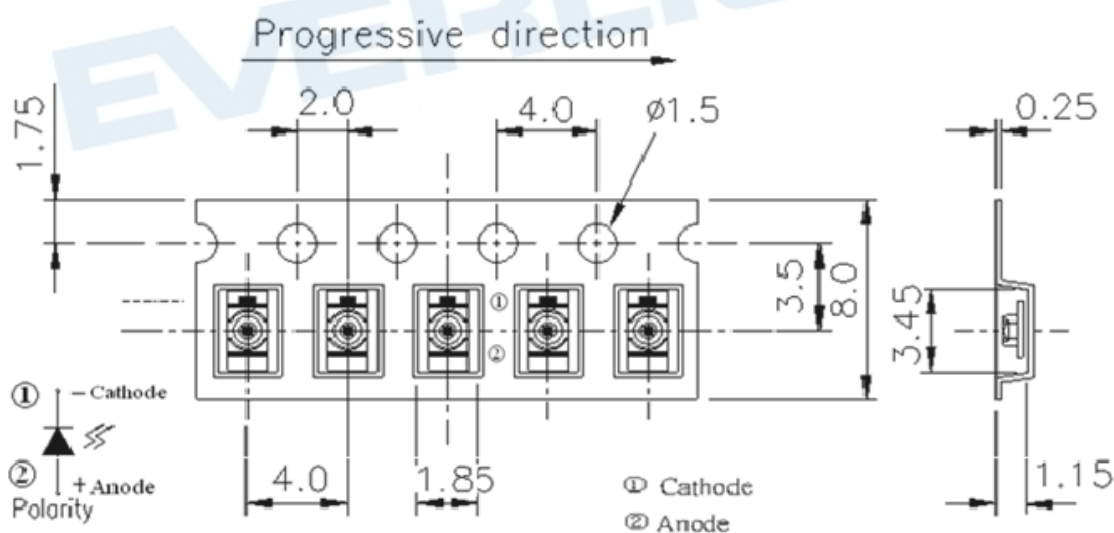 Progressive direction
1.75
2.0
4.0
ø1.5
0.25
①
②
3.5
8.0
3.45
① – Cathode
② + Anode
Polarity
4.0
1.85
1.15
① Cathode
② Anode